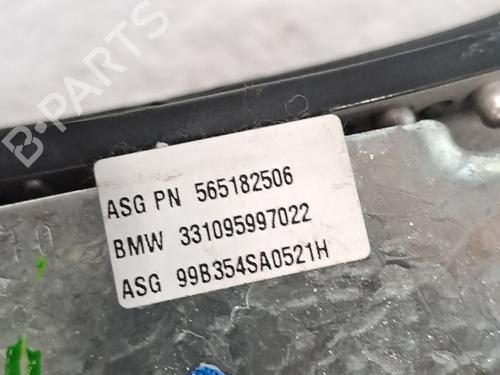 B-PARTS
ASG PN 565182506
BMW 331095997022
ASG 99B354SA0521H